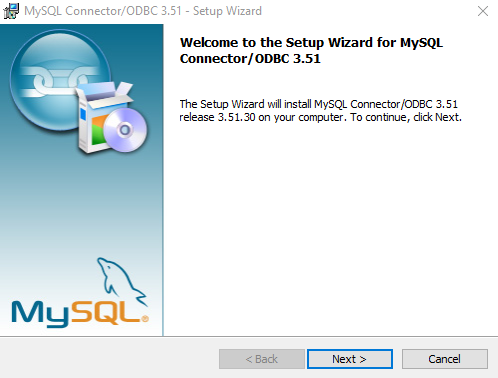 MySQL Connector/ODBC 3.51 - Setup Wizard
Welcome to the Setup Wizard for MySQL
Connector/ODBC 3.51
The Setup Wizard will install MySQL Connector/ODBC 3.51
release 3.51.30 on your computer. To continue, click Next.
MySQL®
< Back
Next >
Cancel